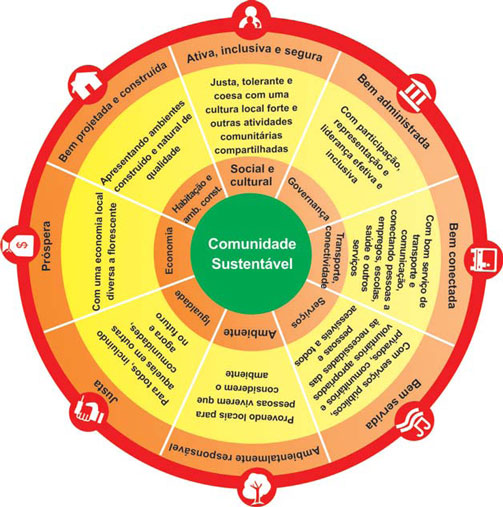 Comunidade
Sustentável
Ativa, inclusiva e segura
Justa, tolerante e
coesa com uma
cultura local forte e
outras atividades
comunitárias
compartilhadas
Social e
cultural
Bem administrada
Com participação,
representação e
liderança efetiva e
inclusiva
Governança
Bem conectada
Com bom serviço de
transporte e
comunicação,
conectando pessoas a
empregos, escolas,
saúde e outros
serviços
Transporte,
conectividade
Bem servida
Com serviços públicos,
privados, comunitários e
voluntários apropriados
às necessidades das
pessoas e
acessíveis a todos
Serviços
Ambientalmente responsável
Provendo locais para
pessoas viverem que
considerem o
ambiente
Ambiente
Justa
Para todos, incluindo
aquelas em outras
comunidades,
agora e
no futuro
Igualdade
Próspera
Com uma economia local
diversa a florescente
Economia
Bem projetada e construída
Apresentando ambientes
construído e natural de
qualidade
Habitação e
amb. const.